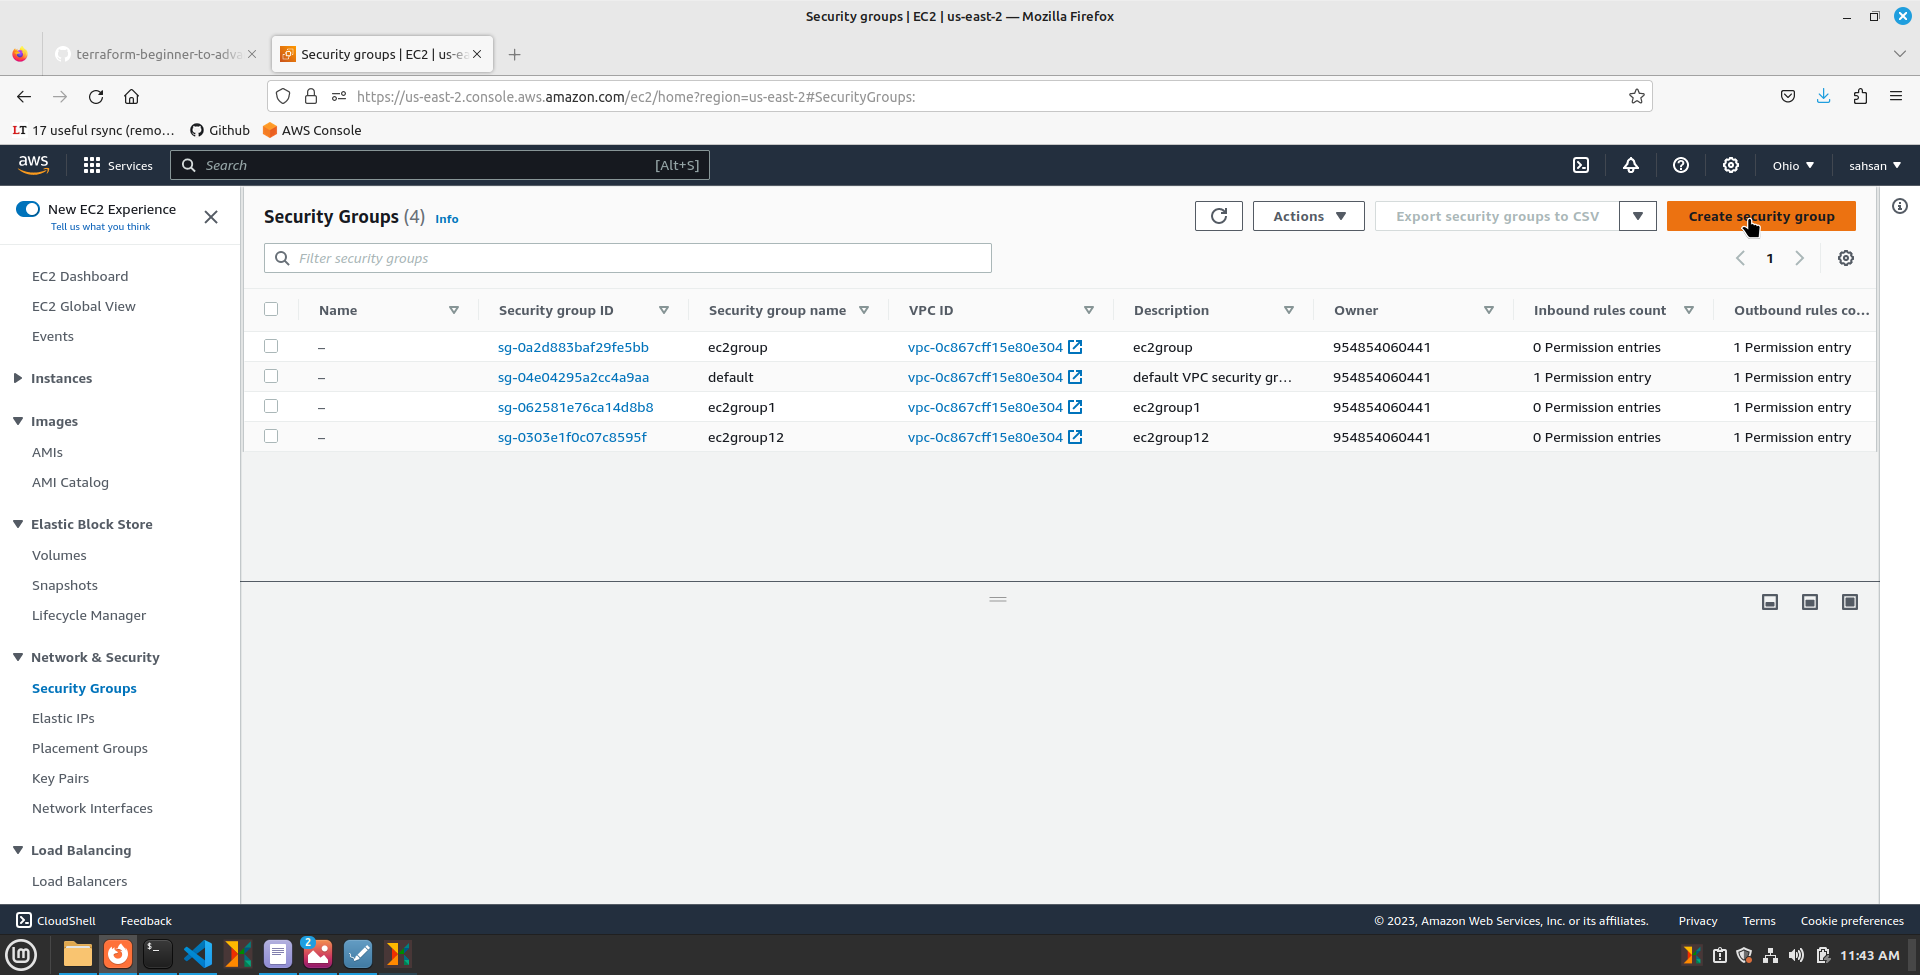 Security groups | EC2 | us-east-2 — Mozilla Firefox
terraform-beginner-to-adva
Security groups | EC2 | us-ea
https://us-east-2.console.aws.amazon.com/ec2/home?region=us-east-2#SecurityGroups:
LT 17 useful rsync (remo… Github AWS Console
aws Services Search [Alt+S] Ohio sahsan
New EC2 Experience
Tell us what you think
EC2 Dashboard
EC2 Global View
Events
Instances
Images
AMIs
AMI Catalog
Elastic Block Store
Volumes
Snapshots
Lifecycle Manager
Network & Security
Security Groups
Elastic IPs
Placement Groups
Key Pairs
Network Interfaces
Load Balancing
Load Balancers
Security Groups (4) Info Actions Export security groups to CSV Create security group
Filter security groups 1
Name Security group ID Security group name VPC ID Description Owner Inbound rules count Outbound rules co...
– sg-0a2d883baf29fe5bb ec2group vpc-0c867cff15e80e304 ec2group 954854060441 0 Permission entries 1 Permission entry
– sg-04e04295a2cc4a9aa default vpc-0c867cff15e80e304 default VPC security gr... 954854060441 1 Permission entry 1 Permission entry
– sg-062581e76ca14d8b8 ec2group1 vpc-0c867cff15e80e304 ec2group1 954854060441 0 Permission entries 1 Permission entry
– sg-0303e1f0c07c8595f ec2group12 vpc-0c867cff15e80e304 ec2group12 954854060441 0 Permission entries 1 Permission entry
CloudShell Feedback © 2023, Amazon Web Services, Inc. or its affiliates. Privacy Terms Cookie preferences
2
11:43 AM